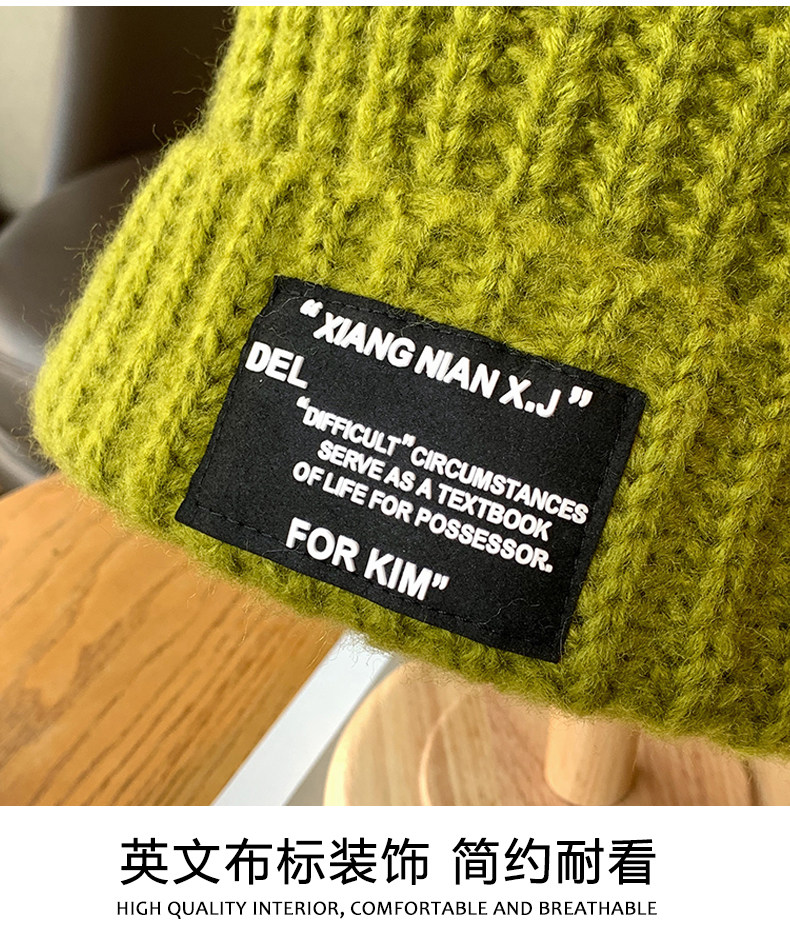 “XIANG NIAN X.J”
DEL
“DIFFICULT” CIRCUMSTANCES
SERVE AS A TEXTBOOK
OF LIFE FOR POSSESSOR.
FOR KIM”
英文布标装饰 简约耐看
HIGH QUALITY INTERIOR, COMFORTABLE AND BREATHABLE